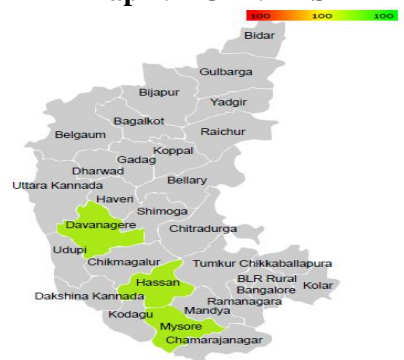 100 100 100
Bidar
Gulbarga
Bijapur
Yadgir
Bagalkot
Raichur
Belgaum
Koppal
Gadag
Dharwad
Bellary
Uttara Kannada
Haveri
Shimoga
Davanagere
Chitradurga
Udupi
Chikmagalur
Tumkur Chikkaballapura
Hassan
BLR Rural
Kolar
Bangalore
Dakshina Kannada
Ramanagara
Mandya
Kodagu
Mysore
Chamarajanagar